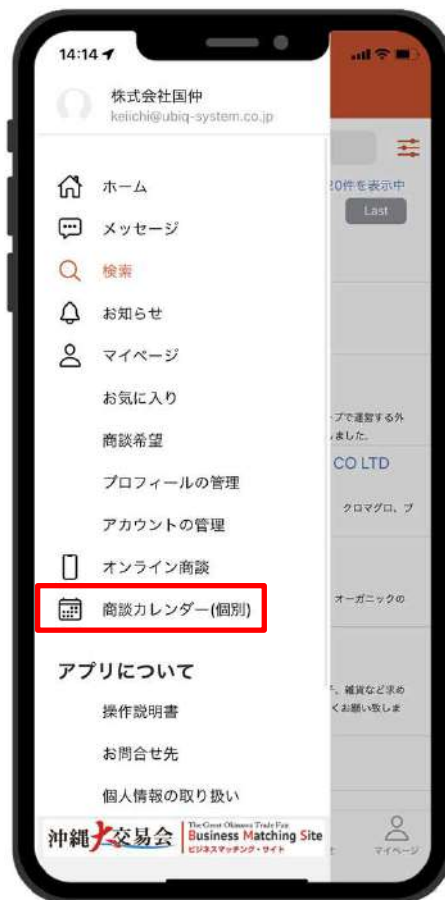 14:14
株式会社国仲
keiichi@ubiq-system.co.jp
0件を表示中
Last
ホーム
メッセージ
検索
お知らせ
マイページ
お気に入り
商談希望
プロフィールの管理
アカウントの管理
オンライン商談
商談カレンダー(個別)
プで運営する外
ました。
CO LTD
クロマグロ、ブ
オーガニックの
、雑貨など求め
くお願い致しま
アプリについて
操作説明書
お問合せ先
個人情報の取り扱い
沖縄大交易会
The Great Okinawa Trade Fair
Business Matching Site
ビジネスマッチング・サイト
マイページ